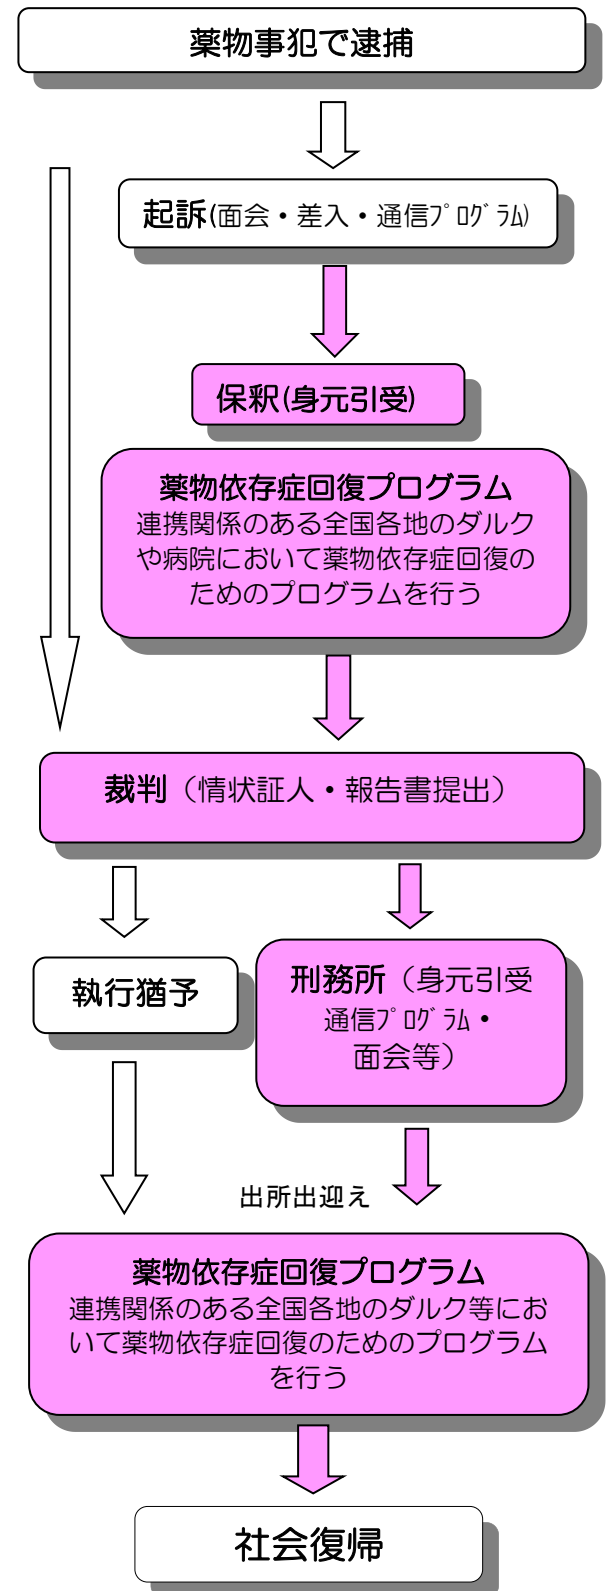 薬物事犯で逮捕
起訴(面会・差入・通信ﾌﾟﾛｸﾞﾗﾑ)
保釈(身元引受)
薬物依存症回復プログラム
連携関係のある全国各地のダルク
や病院において薬物依存症回復の
ためのプログラムを行う
裁判（情状証人・報告書提出）
執行猶予
刑務所（身元引受
通信ﾌﾟﾛｸﾞﾗﾑ・
面会等）
出所出迎え
薬物依存症回復プログラム
連携関係のある全国各地のダルク等にお
いて薬物依存症回復のためのプログラム
を行う
社会復帰